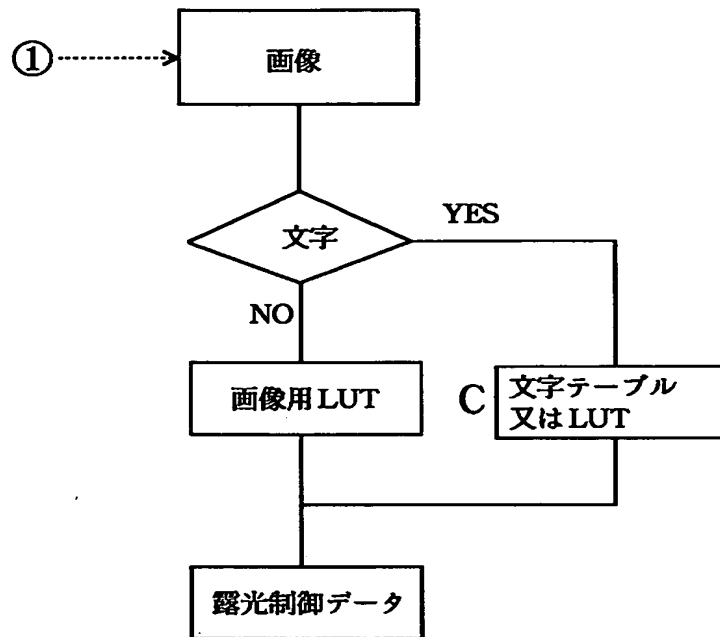 ①
画像
文字
YES
NO
画像用LUT
C
文字テーブル
又はLUT
露光制御データ